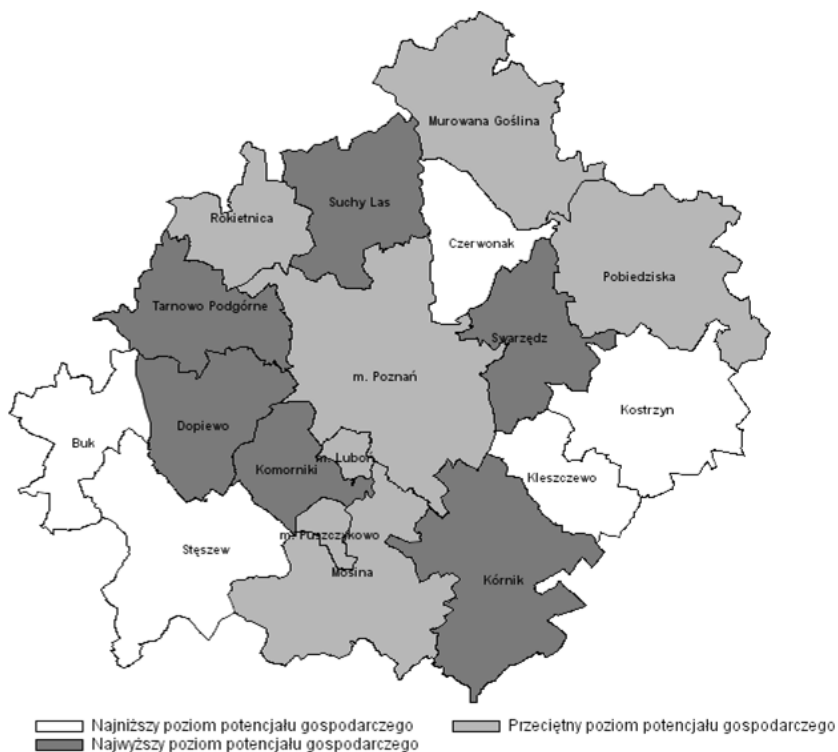 Murowana Goślina
Suchy Las
Rokietnica
Czerwonak
Pobiedziska
Tarnowo Podgórne
Swarzędz
m. Poznań
Kostrzyn
Dopiewo
Buk
m. Luboń
Komorniki
Kleszczewo
m. Puszczykowo
Stęszew
Mosina
Kórnik
Najniższy poziom potencjału gospodarczego
Przeciętny poziom potencjału gospodarczego
Najwyższy poziom potencjału gospodarczego